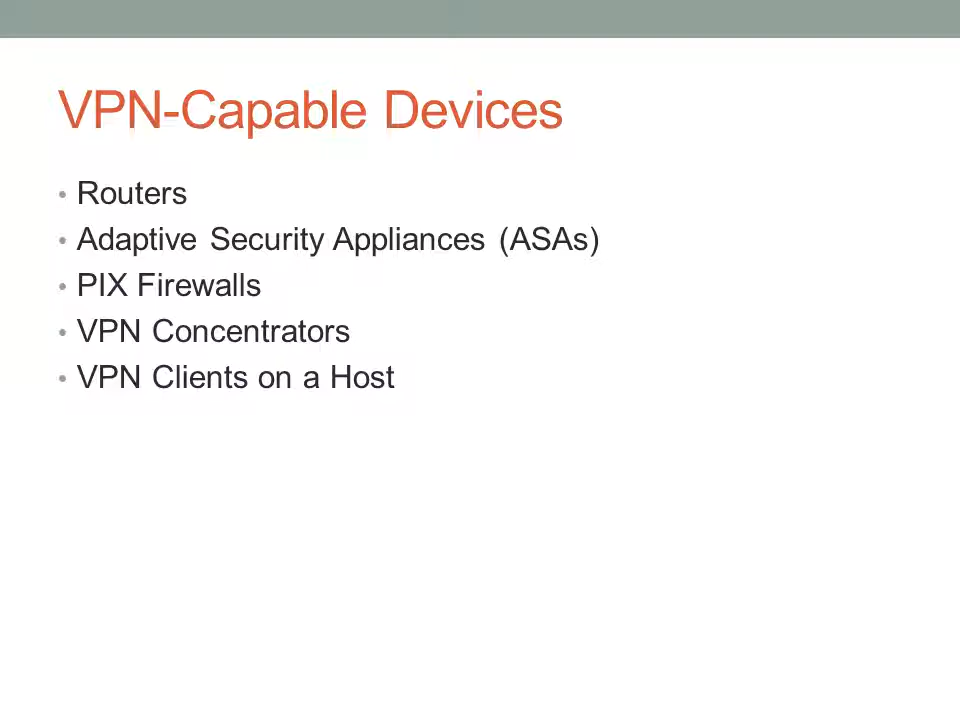 VPN-Capable Devices
• Routers
• Adaptive Security Appliances (ASAs)
• PIX Firewalls
• VPN Concentrators
• VPN Clients on a Host